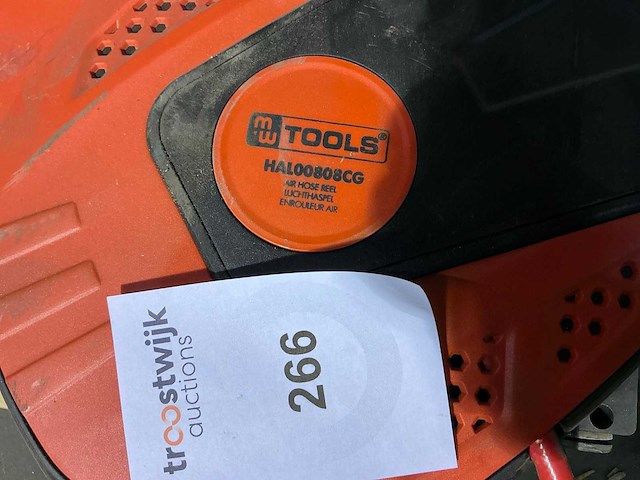 TOOLS®
HAL00808CG
AIR HOSE REEL
LUCHTHASPEL
ENROULEUR AIR
troostwijk
auctions
266